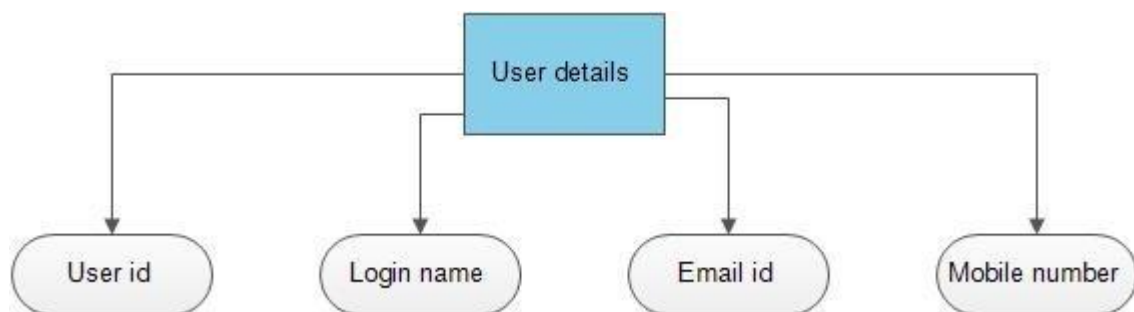 User details
User id
Login name
Email id
Mobile number